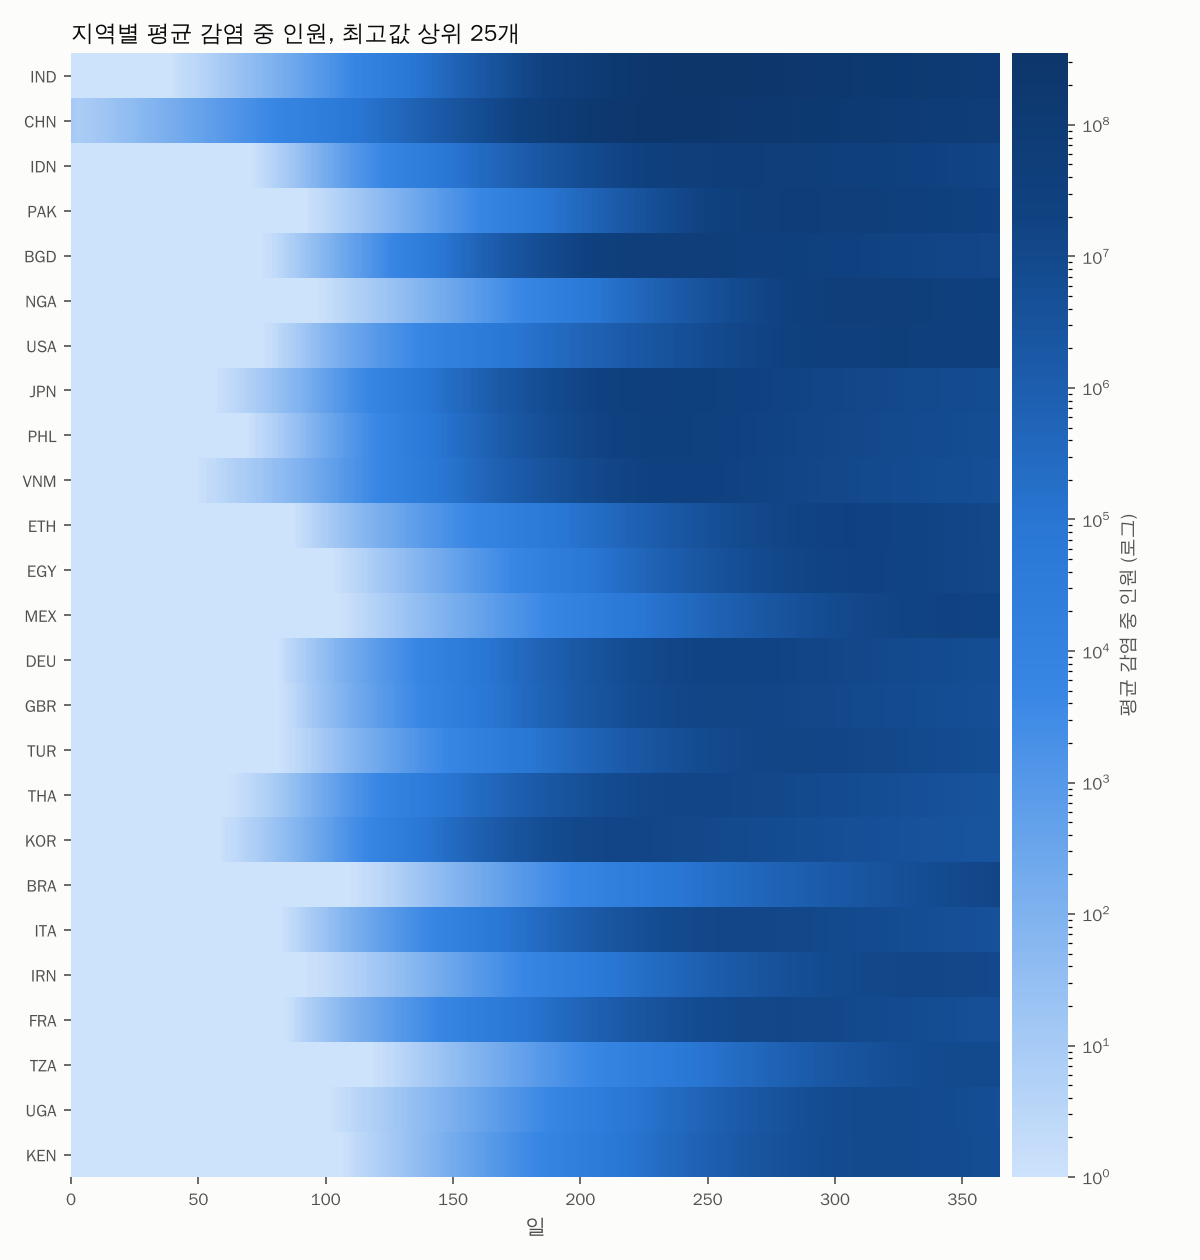 지역별 평균 감염 중 인원, 최고값 상위 25개
IND
CHN
IDN
PAK
BGD
NGA
USA
JPN
PHL
VNM
ETH
EGY
MEX
DEU
GBR
TUR
THA
KOR
BRA
ITA
IRN
FRA
TZA
UGA
KEN
0 50 100 150 200 250 300 350
일
10⁸
10⁷
10⁶
10⁵
10⁴
10³
10²
10¹
10⁰
평균 감염 중 인원 (로그)